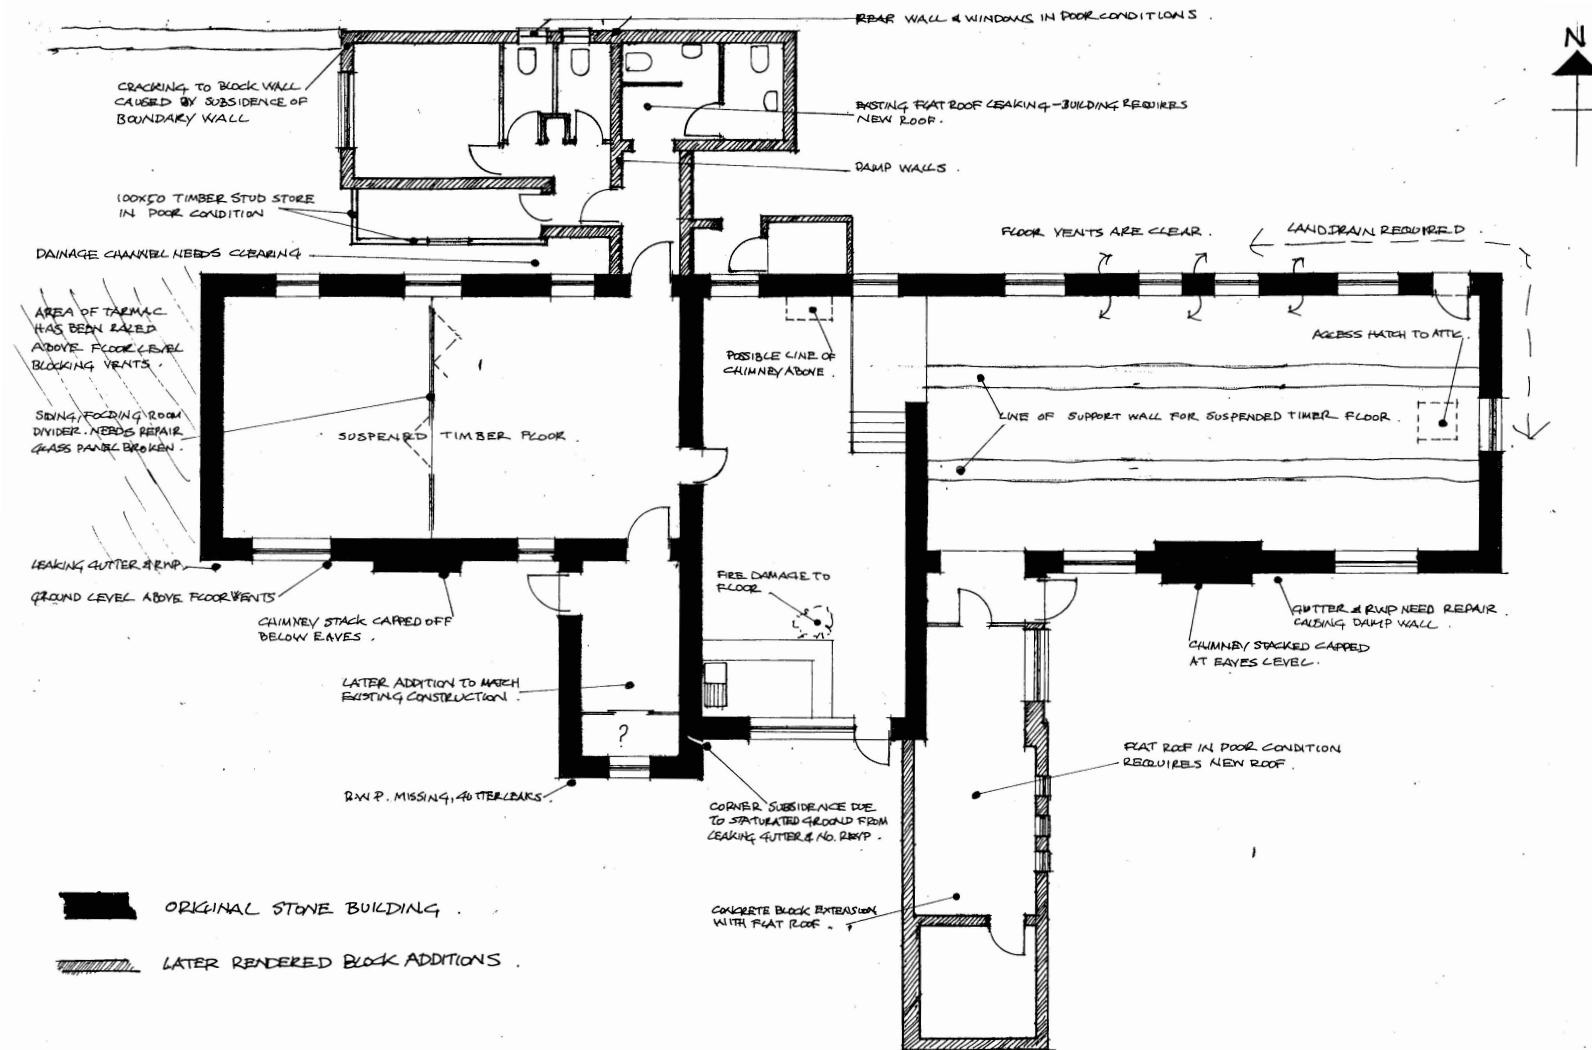 REAR WALL & WINDOWS IN POOR CONDITIONS .
N
CRACKING TO BLOCK WALL
CAUSED BY SUBSIDENCE OF
BOUNDARY WALL
EXISTING FLAT ROOF LEAKING - BUILDING REQUIRES
NEW ROOF .
DAMP WALLS .
100X50 TIMBER STUD STORE
IN POOR CONDITION
FLOOR VENTS ARE CLEAR .
LANDDRAIN REQUIRED
DAINAGE CHANNEL NEEDS CLEARING
AREA OF TARMAC
HAS BEEN RAISED
ABOVE FLOOR LEVEL
BLOCKING VENTS .
POSSIBLE LINE OF
CHIMNEY ABOVE .
ACCESS HATCH TO ATTIC .
SIDING, FOLDING ROOM
DIVIDER. NEEDS REPAIR
GLASS PANEL BROKEN .
SUSPENED TIMBER FLOOR .
LINE OF SUPPORT WALL FOR SUSPENDED TIMER FLOOR .
LEAKING GUTTER & RWP
GROUND LEVEL ABOVE FLOOR VENTS
CHIMNEY STACK CAPPED OFF
BELOW EAVES .
FIRE DAMAGE TO
FLOOR
GUTTER & RWP NEED REPAIR
CAUSING DAMP WALL .
CHIMNEY STACKED CAPPED
AT EAVES LEVEL .
LATER ADDITION TO MATCH
EXISTING CONSTRUCTION .
?
FLAT ROOF IN POOR CONDITION
REQUIRES NEW ROOF .
R.W.P. MISSING, GUTTER LEAKS .
CORNER SUBSIDENCE DUE
TO STATURATED GROUND FROM
LEAKING GUTTER & NO. RWP .
ORIGINAL STONE BUILDING .
CONCRETE BLOCK EXTENSION
WITH FLAT ROOF .
LATER RENDERED BLOCK ADDITIONS .